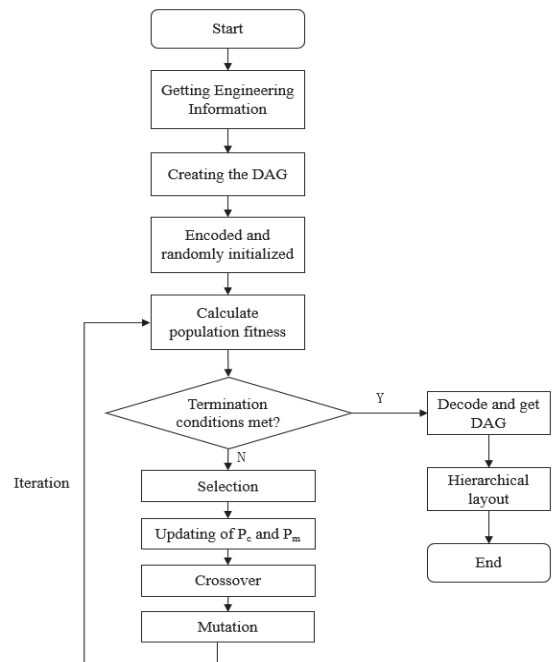 Start
Getting Engineering
Information
Creating the DAG
Encoded and
randomly initialized
Calculate
population fitness
Termination
conditions met?
Y
Decode and get
DAG
N
Iteration
Selection
Hierarchical
layout
Updating of Pc and Pm
Crossover
End
Mutation